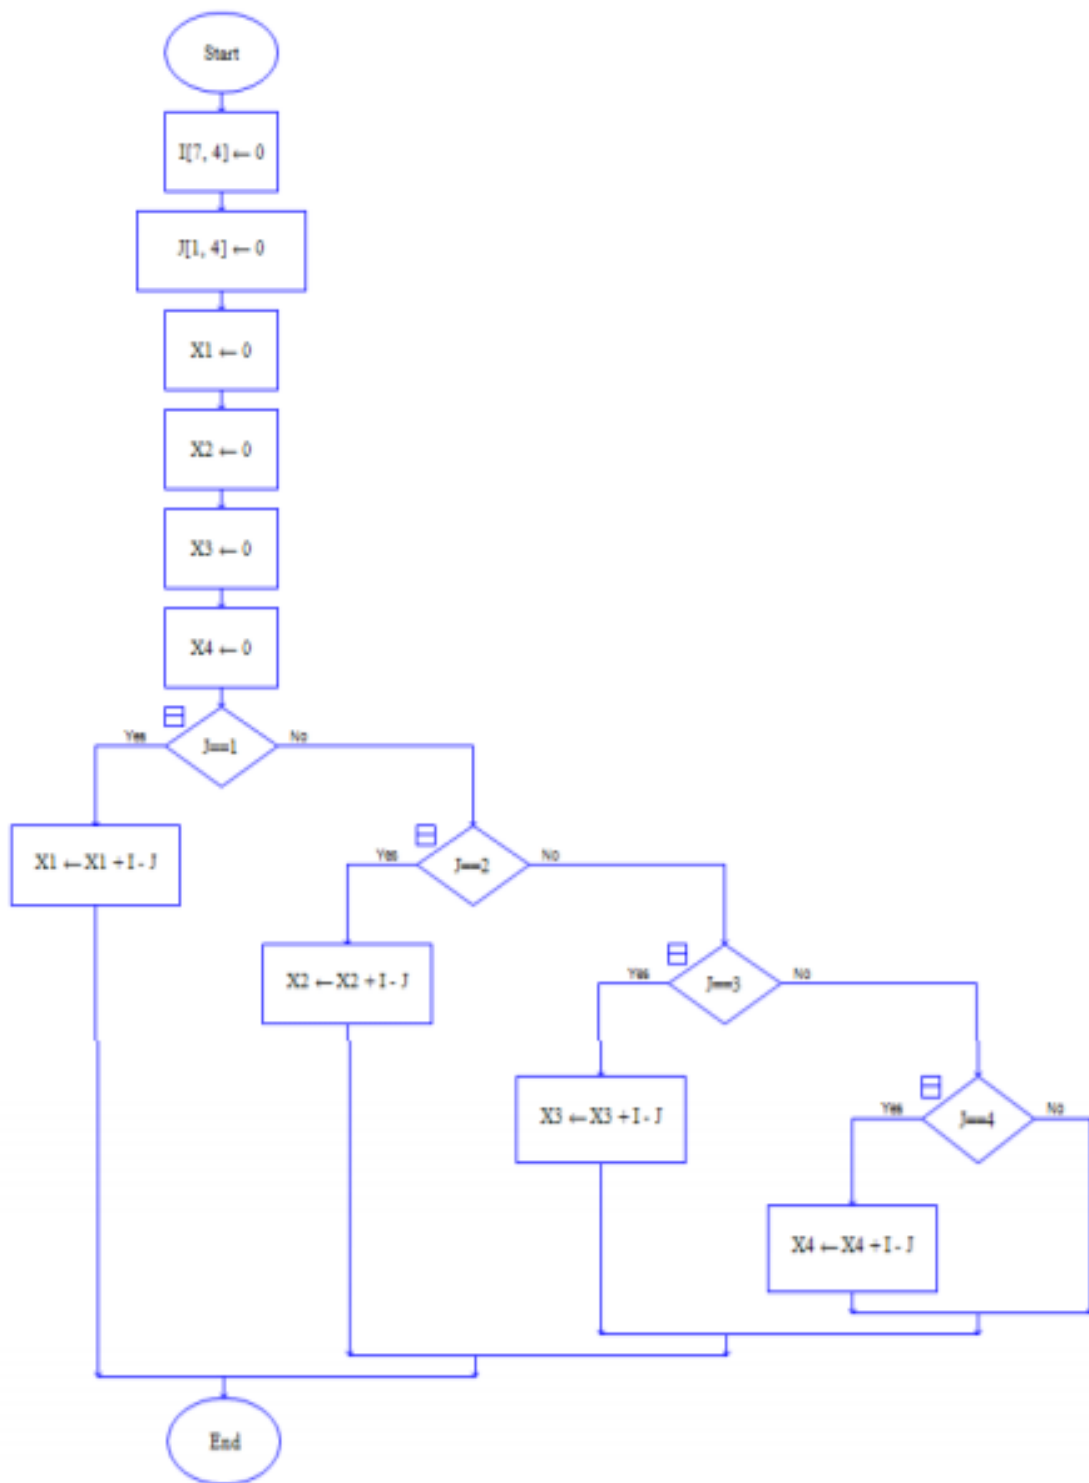 Start
I[7, 4] ← 0
J[1, 4] ← 0
X1 ← 0
X2 ← 0
X3 ← 0
X4 ← 0
Yes
J==1
No
X1 ← X1 + I - J
Yes
J==2
No
X2 ← X2 + I - J
Yes
J==3
No
X3 ← X3 + I - J
Yes
J==4
No
X4 ← X4 + I - J
End